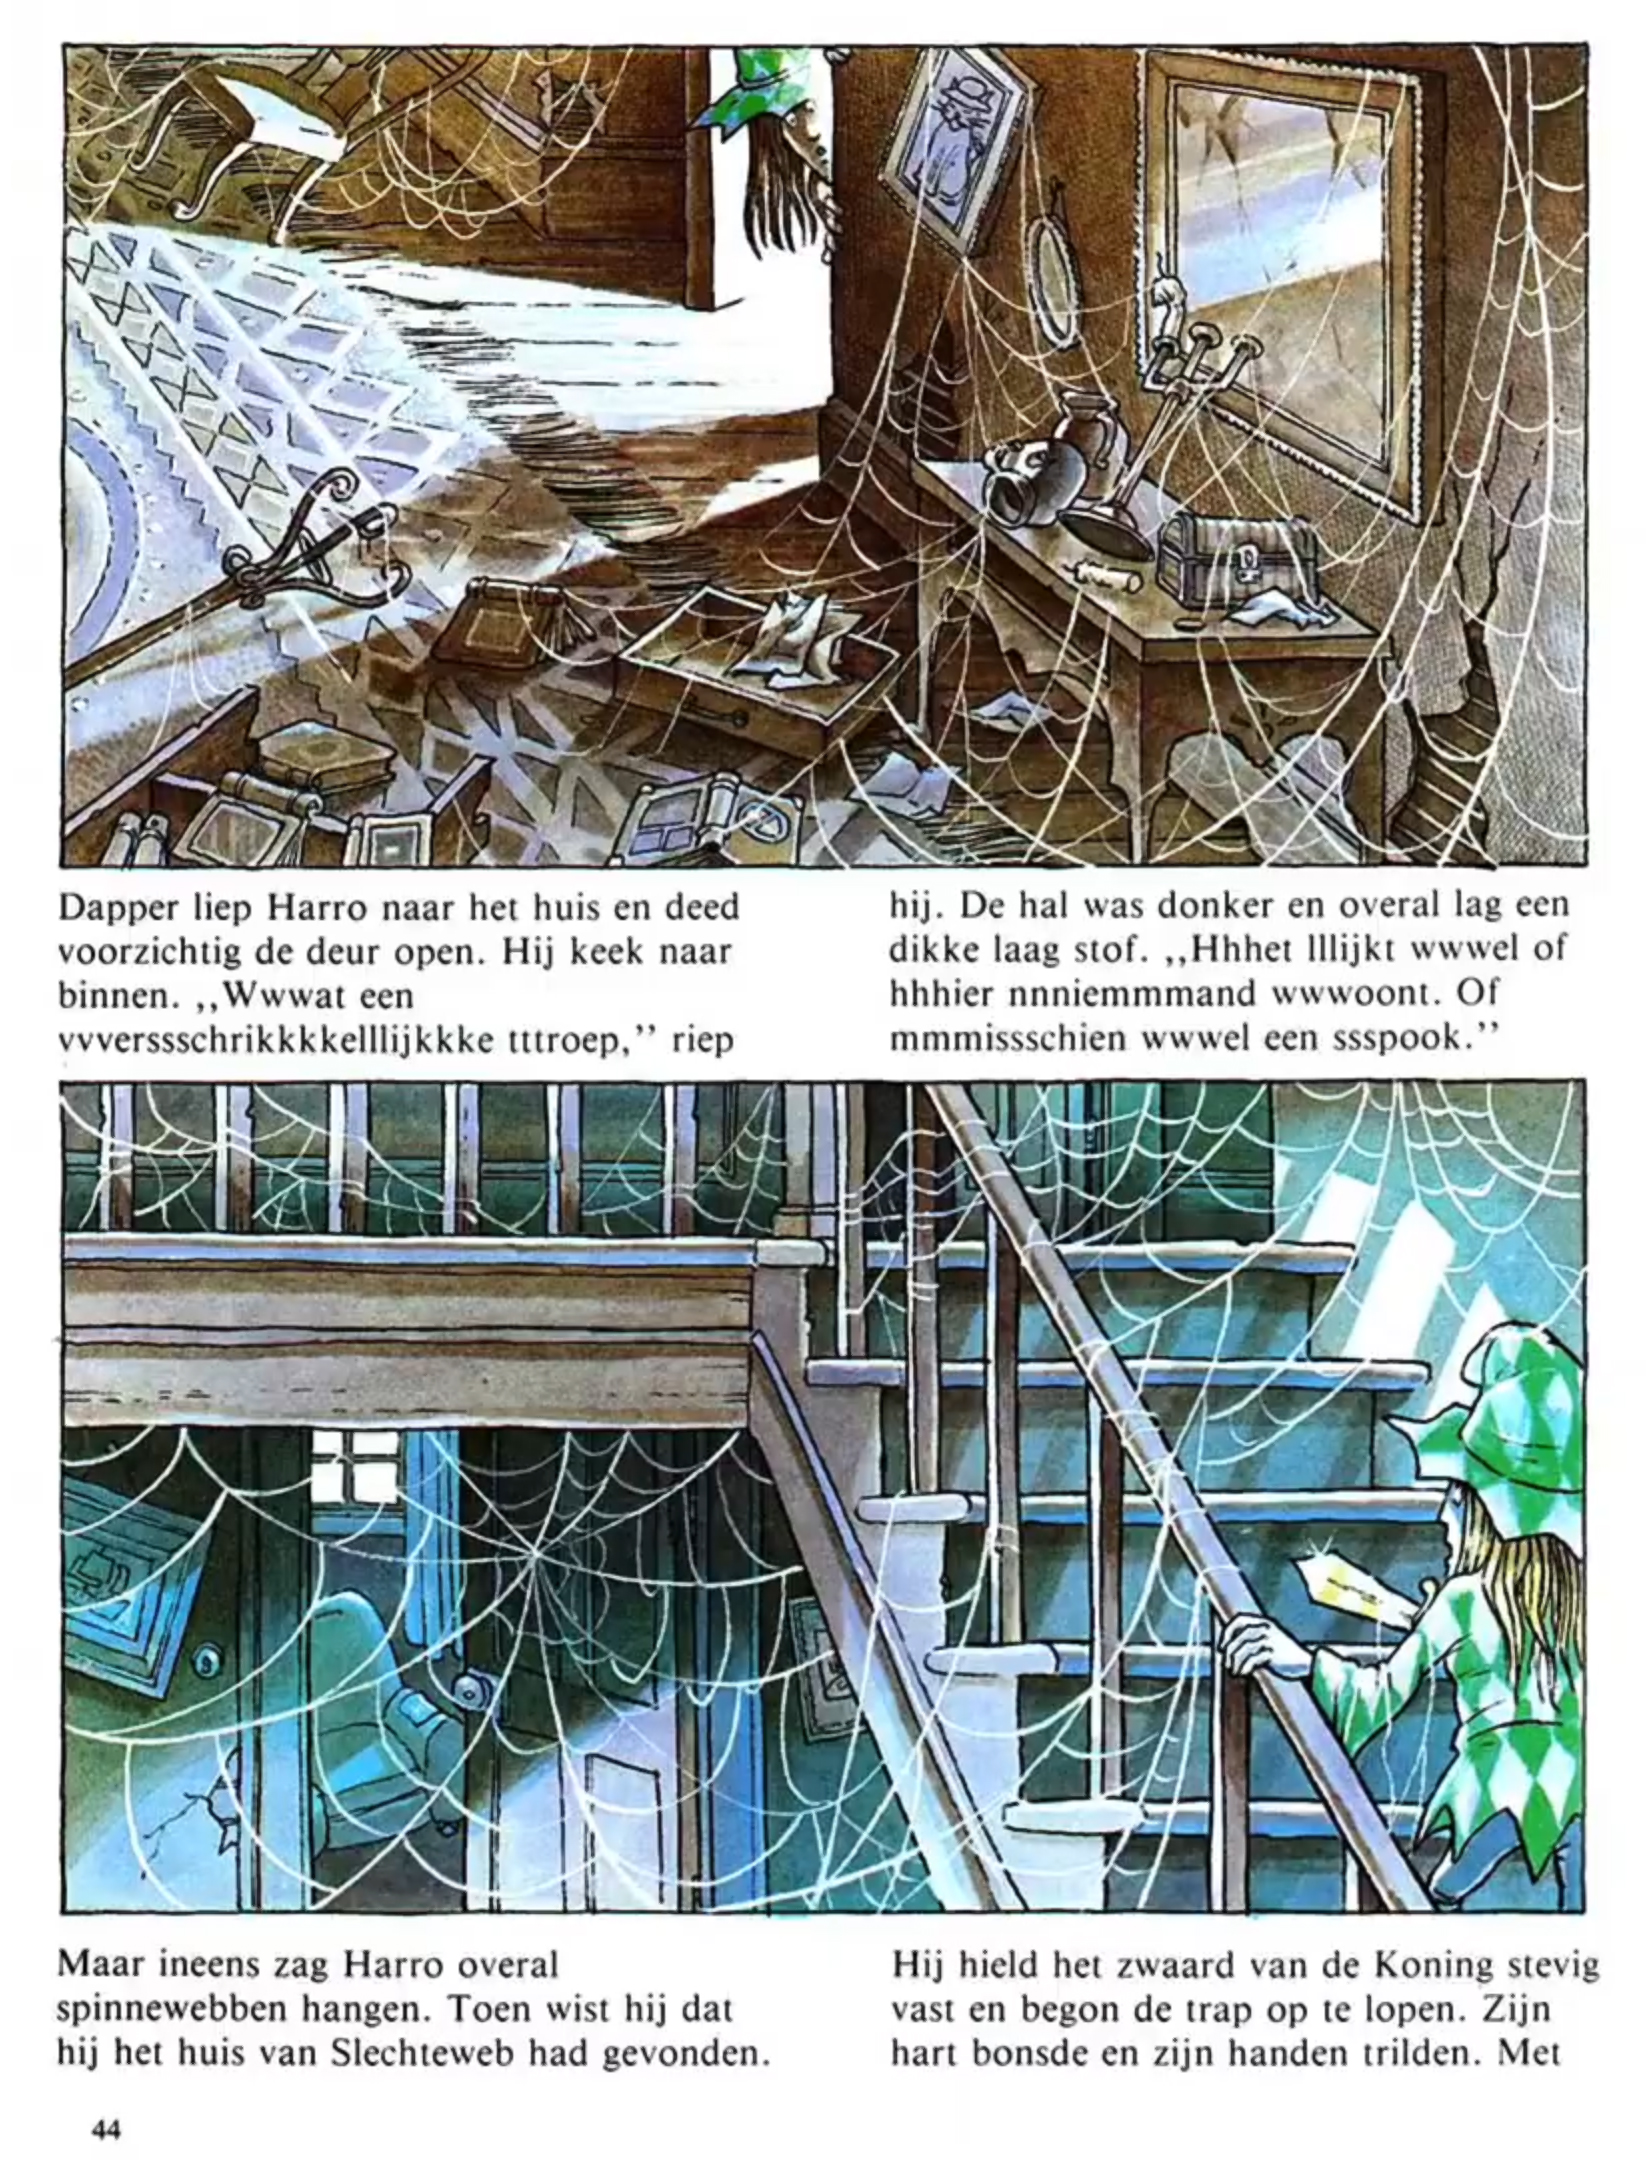 Dapper liep Harro naar het huis en deed
voorzichtig de deur open. Hij keek naar
binnen. ,,Wwwat een
vvverssschrikkkkelllijkkke tttroep,’’ riep
hij. De hal was donker en overal lag een
dikke laag stof. ,,Hhhet lllijkt wwwel of
hhhier nnniemmmand wwwoont. Of
mmmissschien wwwel een ssspook.’’
Maar ineens zag Harro overal
spinnewebben hangen. Toen wist hij dat
hij het huis van Slechteweb had gevonden.
Hij hield het zwaard van de Koning stevig
vast en begon de trap op te lopen. Zijn
hart bonsde en zijn handen trilden. Met
44